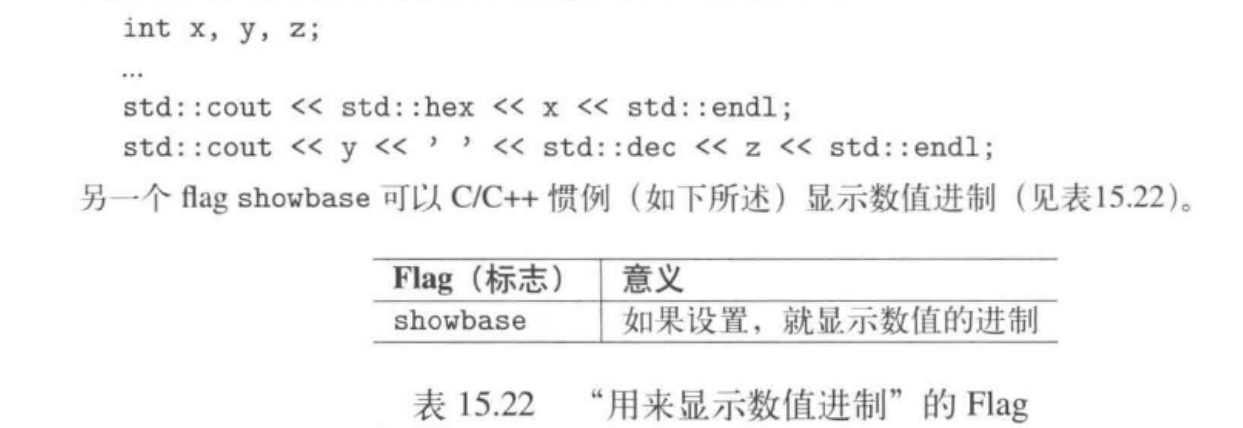 int x, y, z;
...
std::cout << std::hex << x << std::endl;
std::cout << y << ’ ’ << std::dec << z << std::endl;
另一个 flag showbase 可以 C/C++ 惯例（如下所述）显示数值进制（见表15.22）。
Flag（标志） 意义
showbase 如果设置，就显示数值的进制
表 15.22 “用来显示数值进制”的 Flag